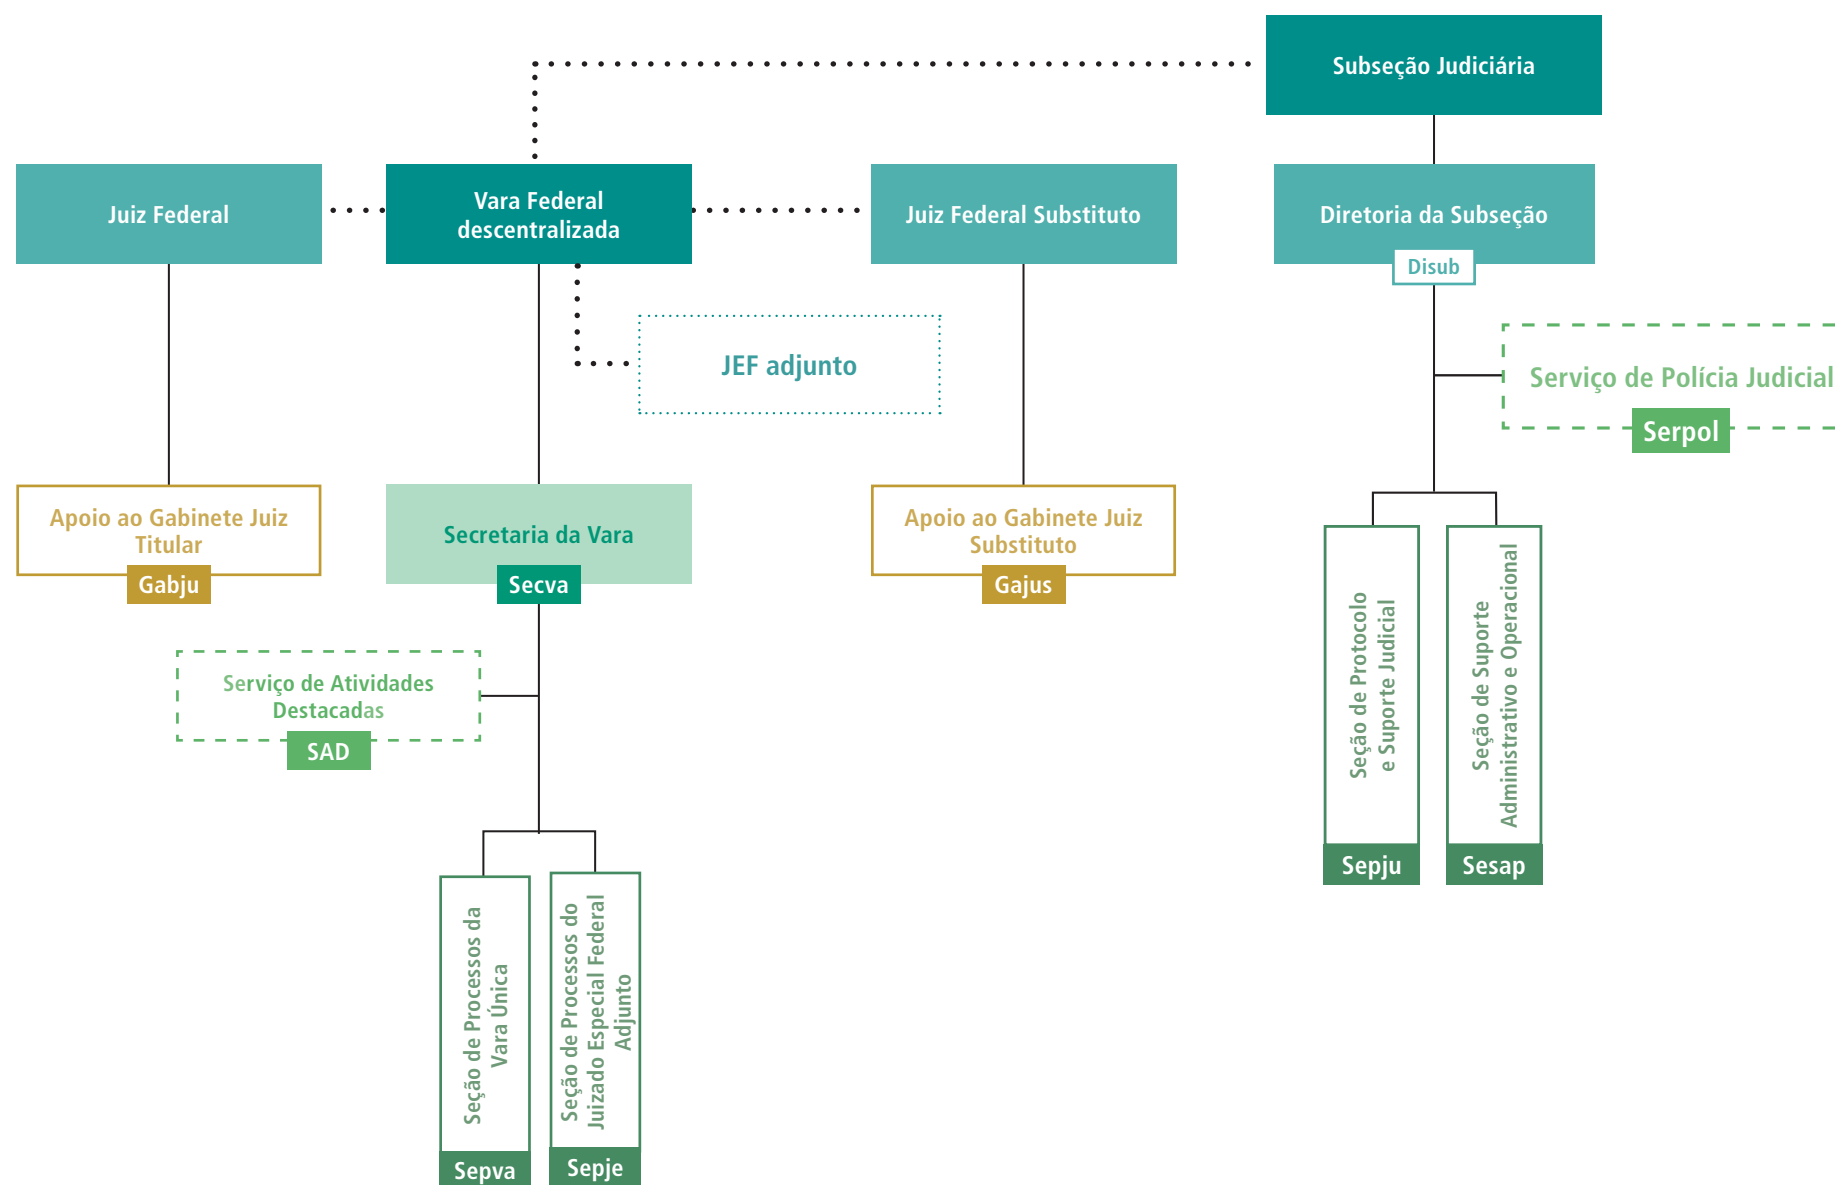 Subseção Judiciária
Juiz Federal
Vara Federal
descentralizada
Juiz Federal Substituto
Diretoria da Subseção
Disub
JEF adjunto
Serviço de Polícia Judicial
Serpol
Apoio ao Gabinete Juiz
Titular
Gabju
Secretaria da Vara
Secva
Apoio ao Gabinete Juiz
Substituto
Gajus
Serviço de Atividades
Destacadas
SAD
Seção de Protocolo
e Suporte Judicial
Sepju
Seção de Suporte
Administrativo e Operacional
Sesap
Seção de Processos da
Vara Única
Sepva
Seção de Processos do
Juizado Especial Federal
Adjunto
Sepje